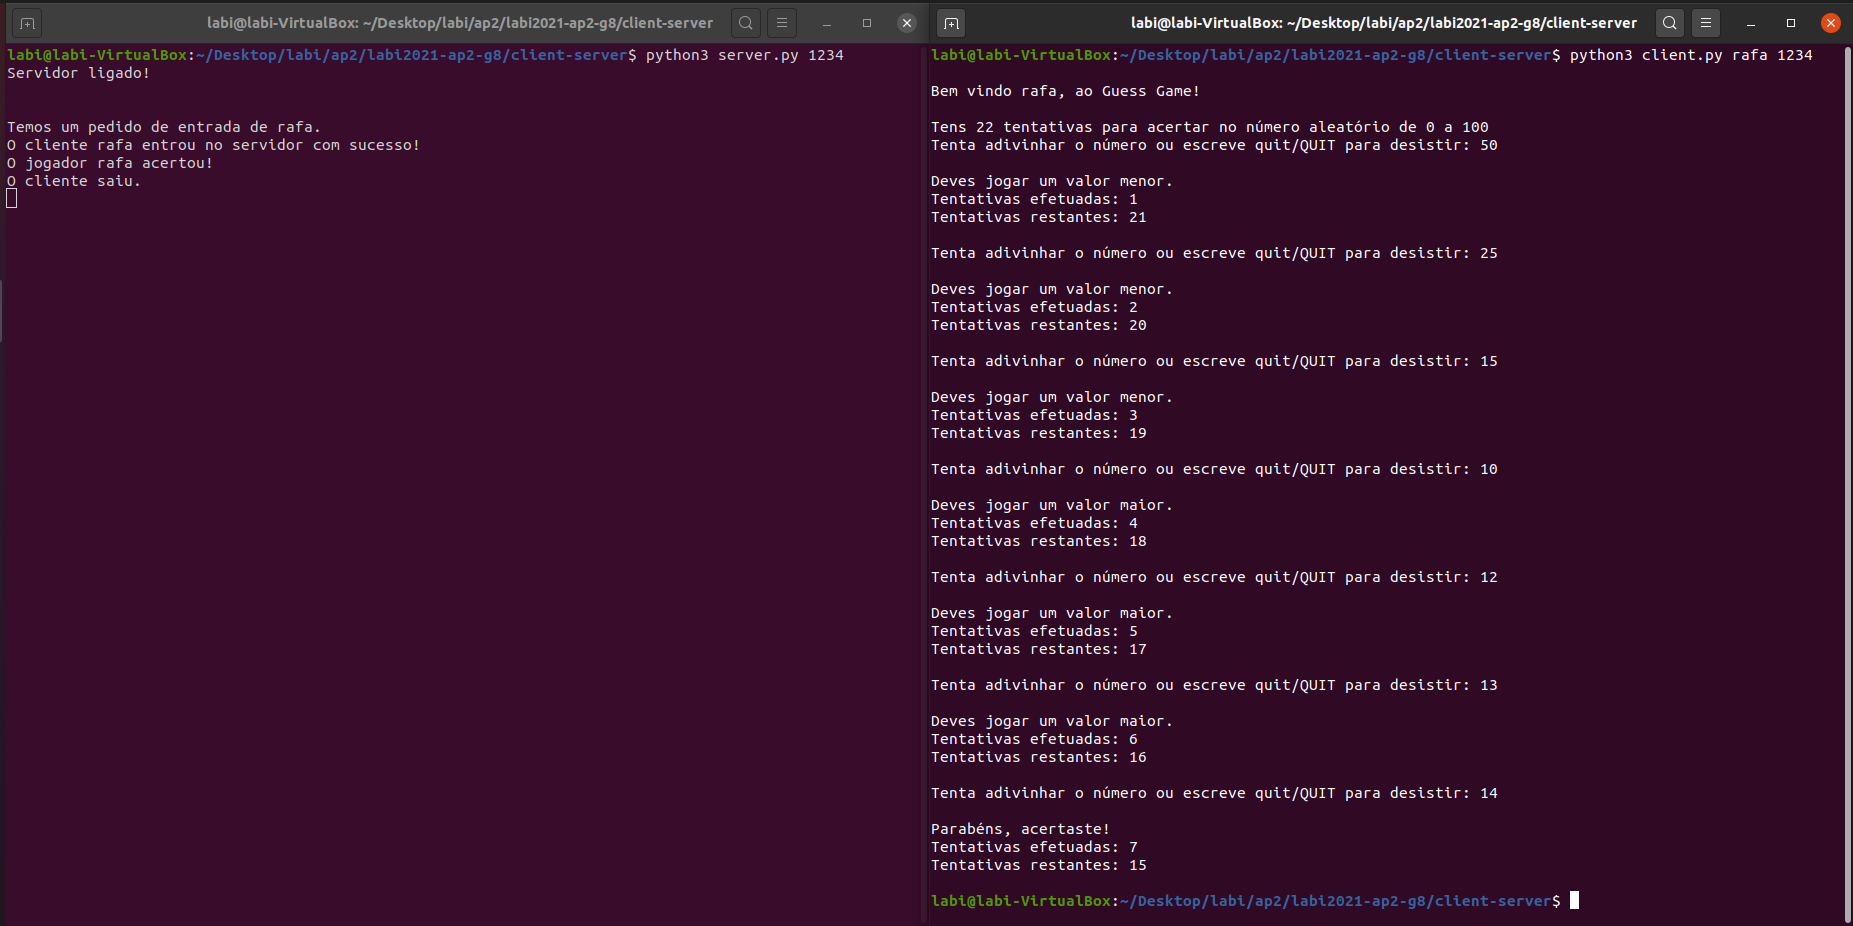 labi@labi-VirtualBox: ~/Desktop/labi/ap2/labi2021-ap2-g8/client-server
labi@labi-VirtualBox:~/Desktop/labi/ap2/labi2021-ap2-g8/client-server$ python3 server.py 1234
Servidor ligado!
Temos um pedido de entrada de rafa.
O cliente rafa entrou no servidor com sucesso!
O jogador rafa acertou!
O cliente saiu.
labi@labi-VirtualBox: ~/Desktop/labi/ap2/labi2021-ap2-g8/client-server
labi@labi-VirtualBox:~/Desktop/labi/ap2/labi2021-ap2-g8/client-server$ python3 client.py rafa 1234
Bem vindo rafa, ao Guess Game!
Tens 22 tentativas para acertar no número aleatório de 0 a 100
Tenta adivinhar o número ou escreve quit/QUIT para desistir: 50
Deves jogar um valor menor.
Tentativas efetuadas: 1
Tentativas restantes: 21
Tenta adivinhar o número ou escreve quit/QUIT para desistir: 25
Deves jogar um valor menor.
Tentativas efetuadas: 2
Tentativas restantes: 20
Tenta adivinhar o número ou escreve quit/QUIT para desistir: 15
Deves jogar um valor menor.
Tentativas efetuadas: 3
Tentativas restantes: 19
Tenta adivinhar o número ou escreve quit/QUIT para desistir: 10
Deves jogar um valor maior.
Tentativas efetuadas: 4
Tentativas restantes: 18
Tenta adivinhar o número ou escreve quit/QUIT para desistir: 12
Deves jogar um valor maior.
Tentativas efetuadas: 5
Tentativas restantes: 17
Tenta adivinhar o número ou escreve quit/QUIT para desistir: 13
Deves jogar um valor maior.
Tentativas efetuadas: 6
Tentativas restantes: 16
Tenta adivinhar o número ou escreve quit/QUIT para desistir: 14
Parabéns, acertaste!
Tentativas efetuadas: 7
Tentativas restantes: 15
labi@labi-VirtualBox:~/Desktop/labi/ap2/labi2021-ap2-g8/client-server$